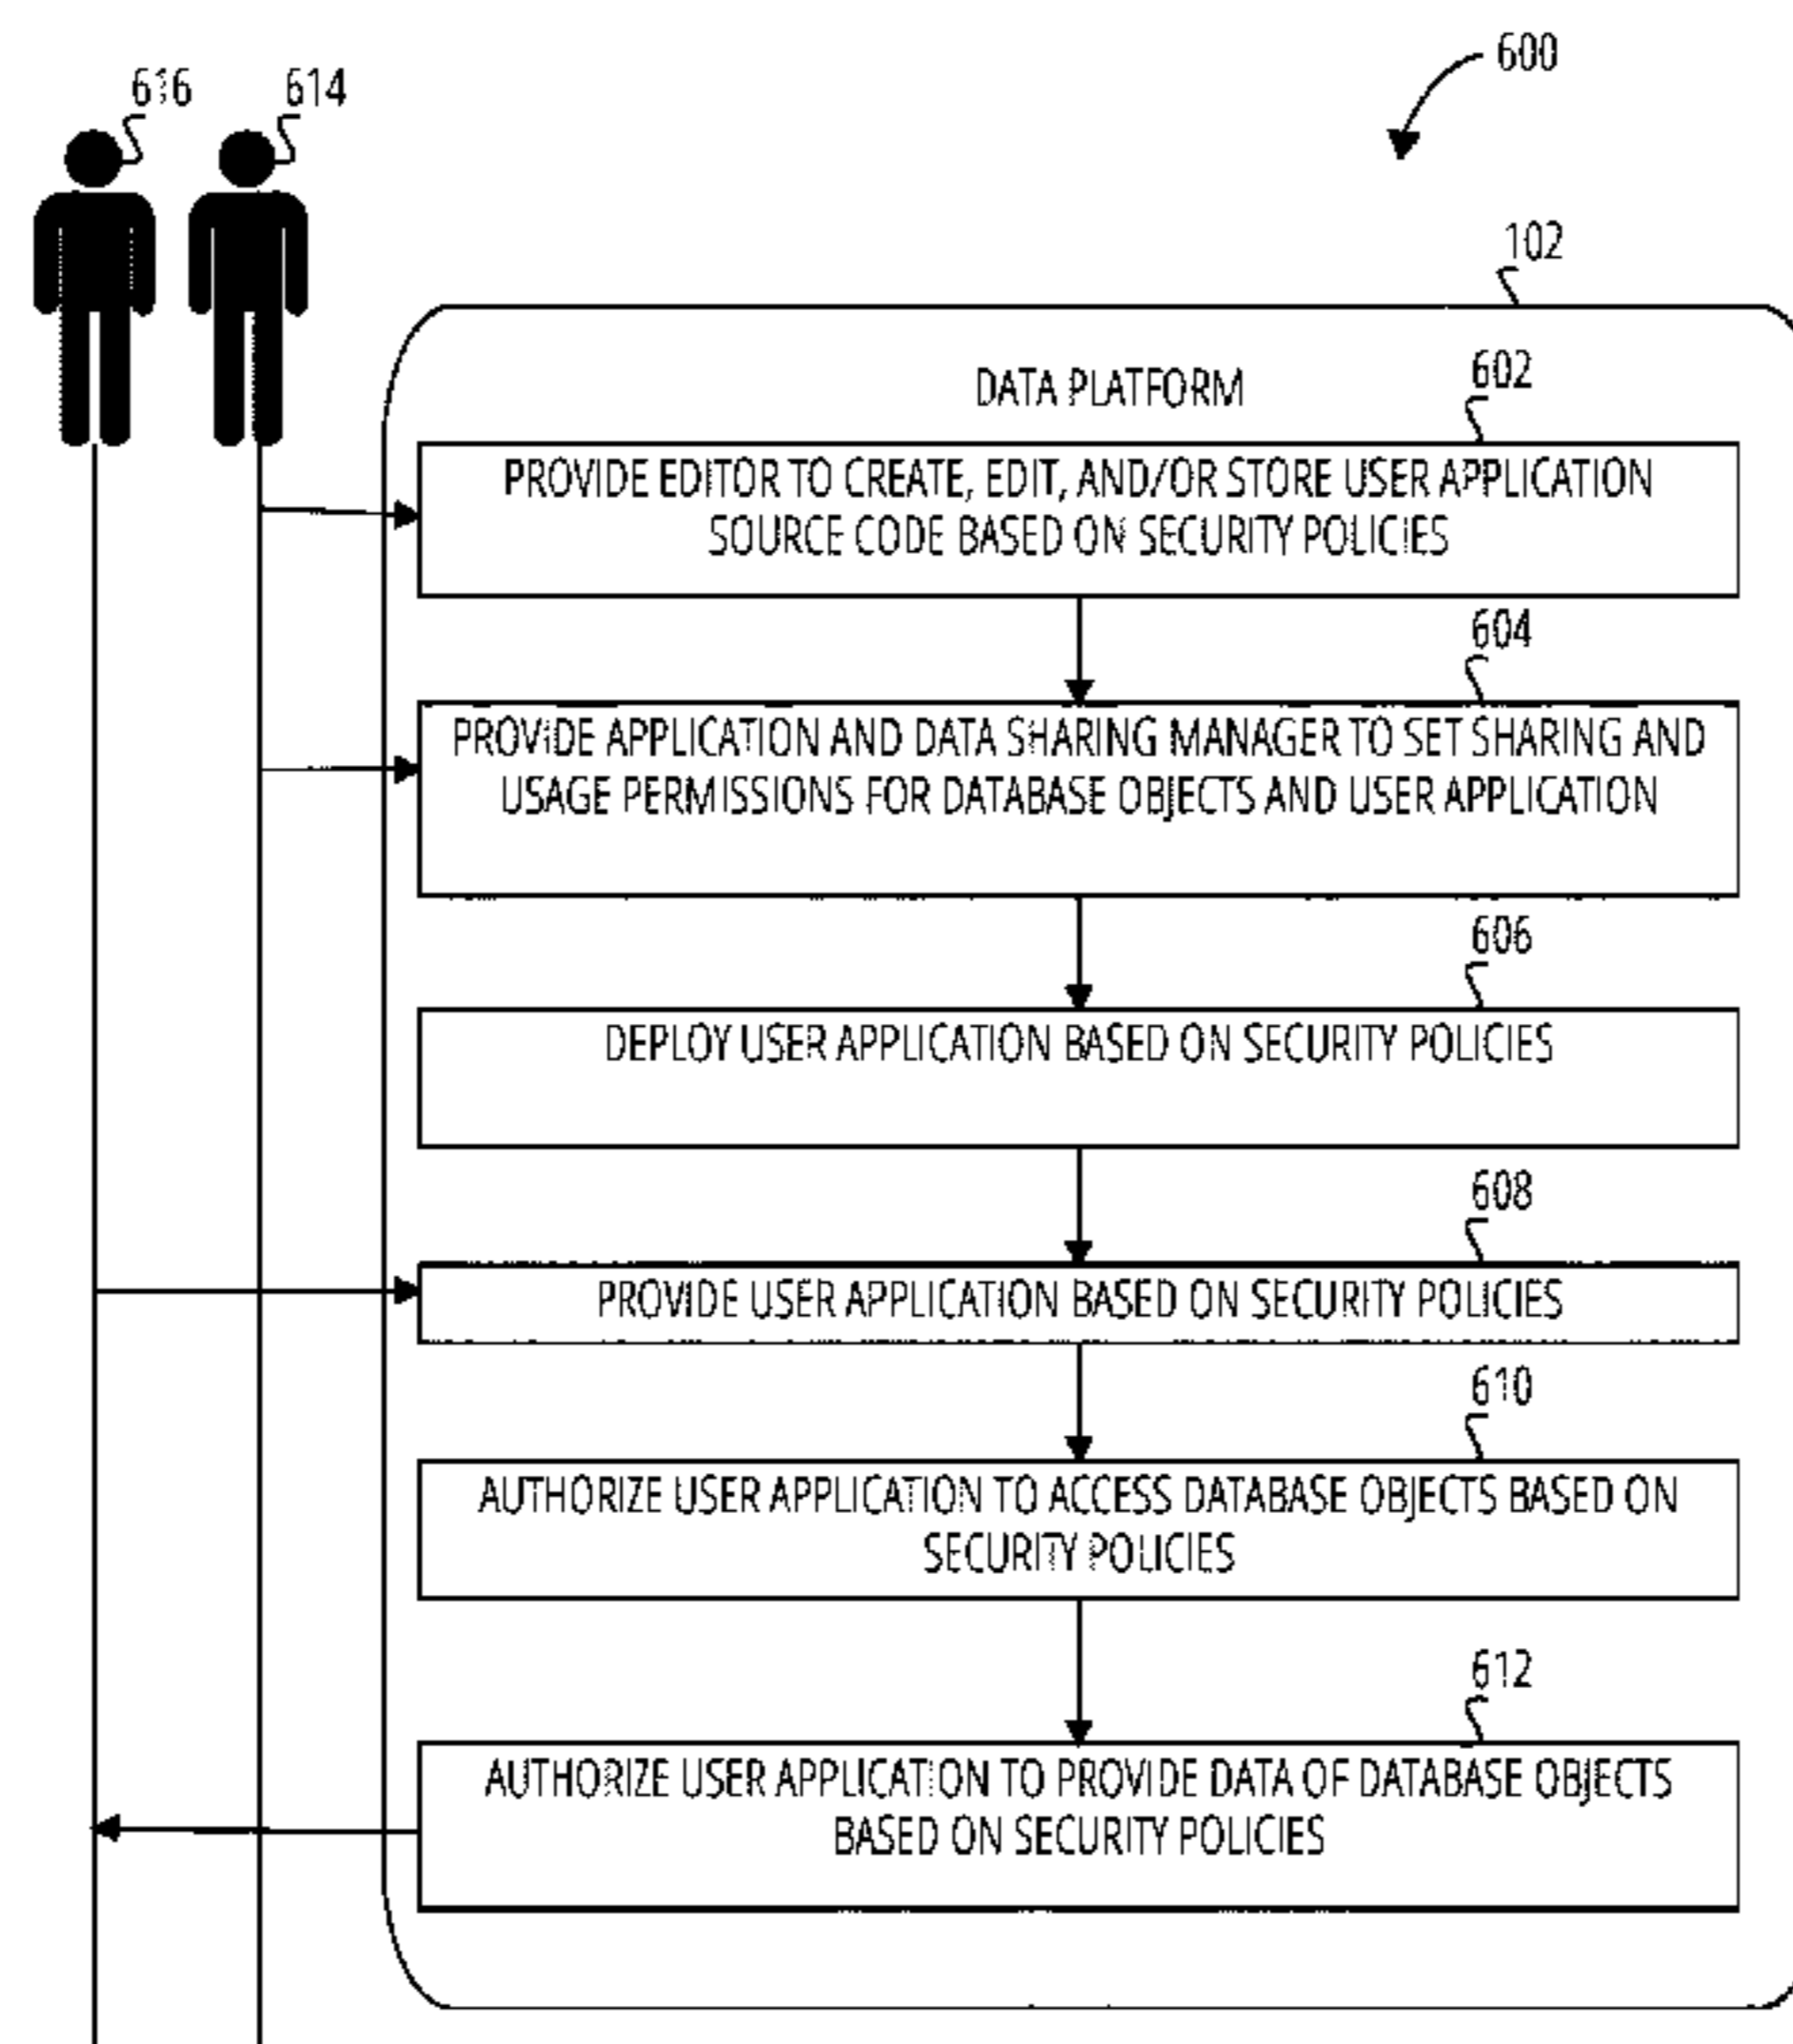 600
616
614
102
DATA PLATFORM
602
PROVIDE EDITOR TO CREATE, EDIT, AND/OR STORE USER APPLICATION
SOURCE CODE BASED ON SECURITY POLICIES
604
PROVIDE APPLICATION AND DATA SHARING MANAGER TO SET SHARING AND
USAGE PERMISSIONS FOR DATABASE OBJECTS AND USER APPLICATION
606
DEPLOY USER APPLICATION BASED ON SECURITY POLICIES
608
PROVIDE USER APPLICATION BASED ON SECURITY POLICIES
610
AUTHORIZE USER APPLICATION TO ACCESS DATABASE OBJECTS BASED ON
SECURITY POLICIES
612
AUTHORIZE USER APPLICATION TO PROVIDE DATA OF DATABASE OBJECTS
BASED ON SECURITY POLICIES